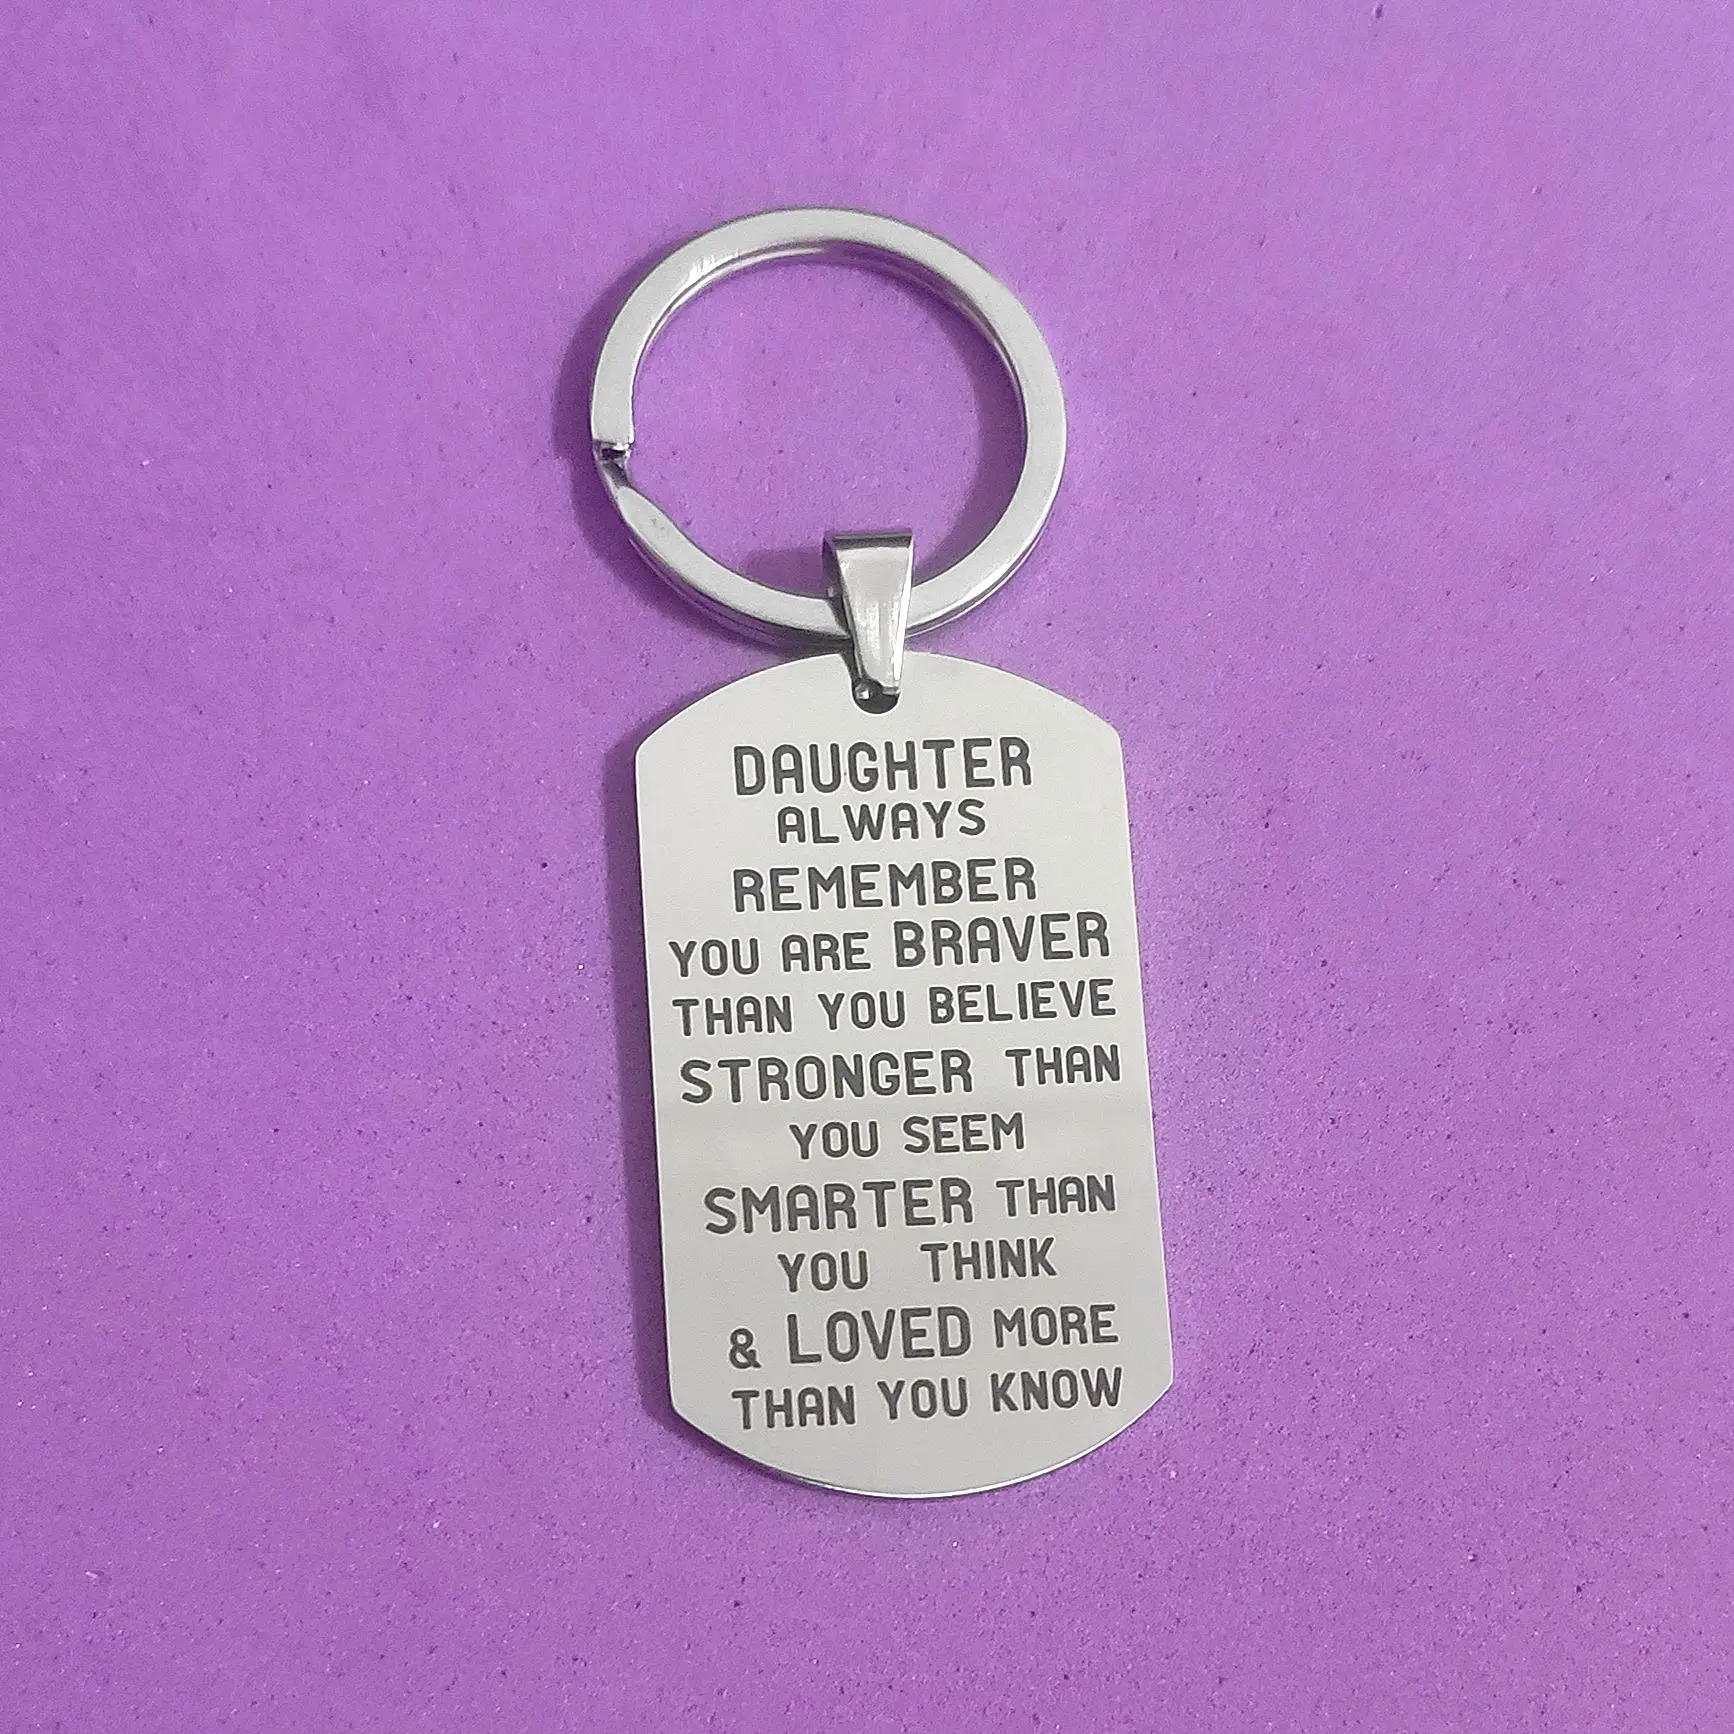 DAUGHTER
ALWAYS
REMEMBER
YOU ARE BRAVER
THAN YOU BELIEVE
STRONGER THAN
YOU SEEM
SMARTER THAN
YOU THINK
& LOVED MORE
THAN YOU KNOW